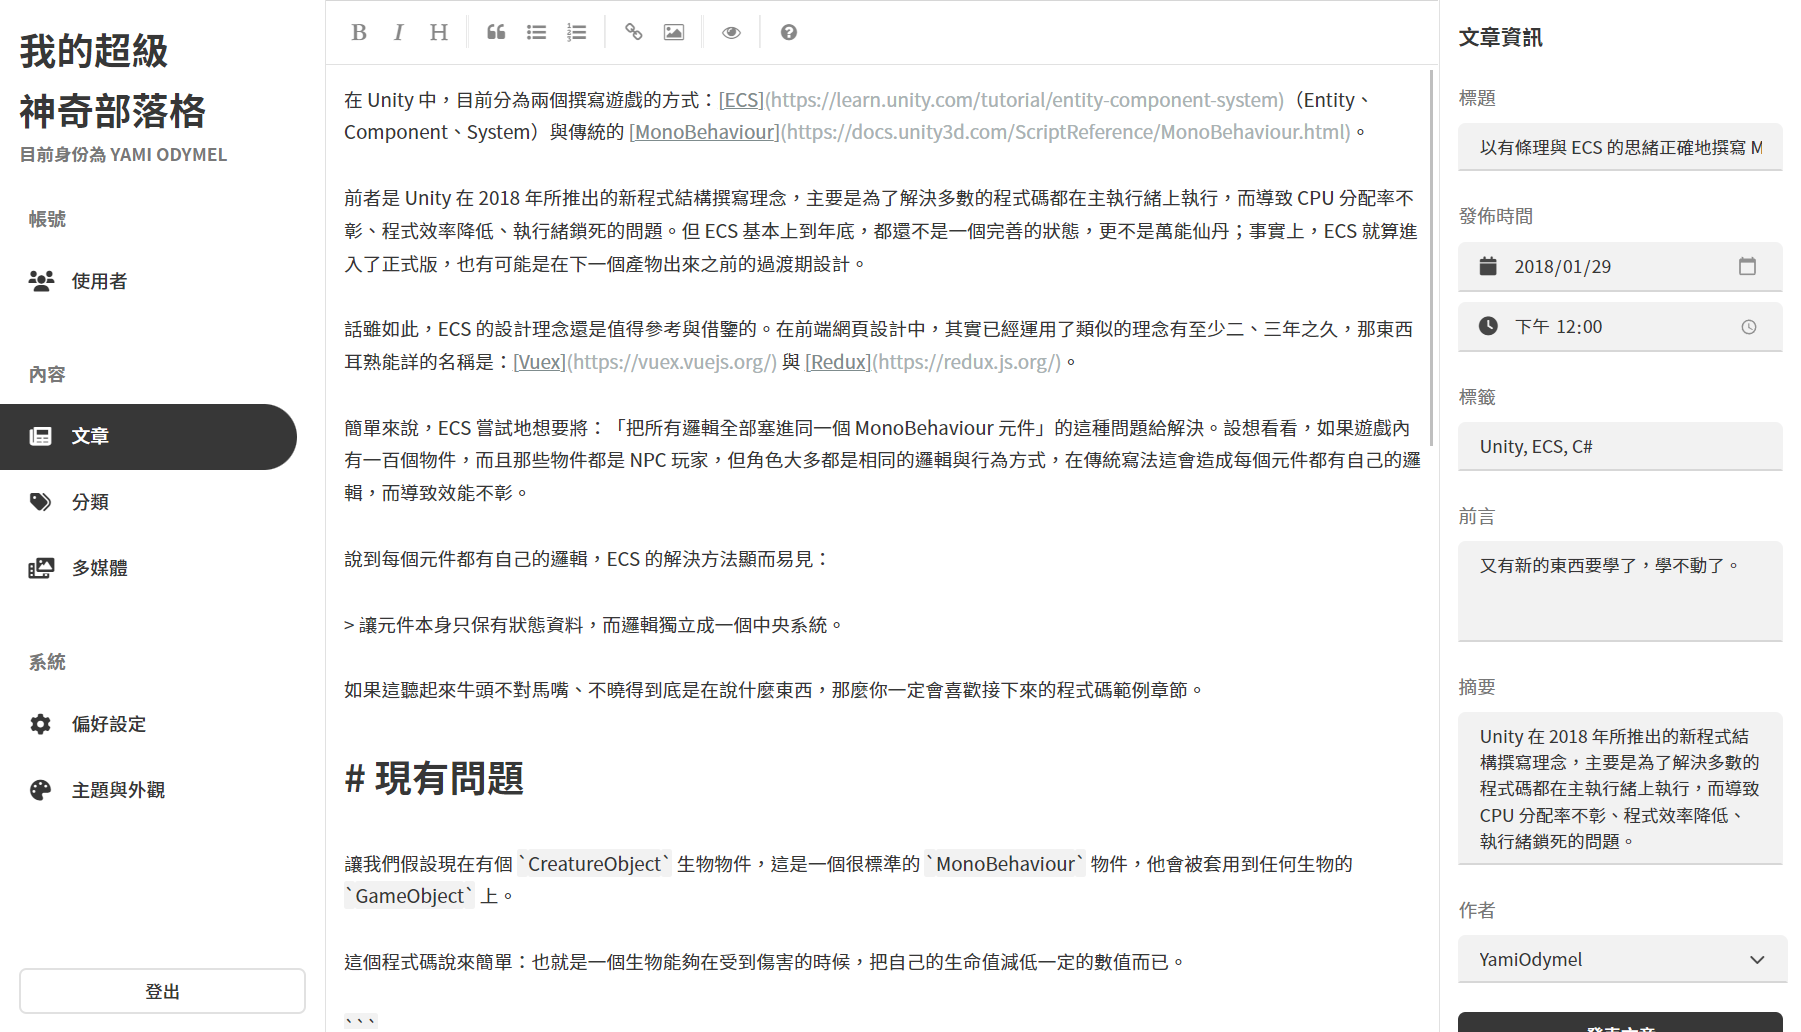 我的超級
神奇部落格
目前身份為 YAMI ODYMEL
帳號
使用者
內容
文章
分類
多媒體
系統
偏好設定
主題與外觀
登出
B I H
在 Unity 中，目前分為兩個撰寫遊戲的方式：[ECS](https://learn.unity.com/tutorial/entity-component-system)（Entity、
Component、System）與傳統的 [MonoBehaviour](https://docs.unity3d.com/ScriptReference/MonoBehaviour.html)。
前者是 Unity 在 2018 年所推出的新程式結構撰寫理念，主要是為了解決多數的程式碼都在主執行緒上執行，而導致 CPU 分配率不
彰、程式效率降低、執行緒鎖死的問題。但 ECS 基本上到年底，都還不是一個完善的狀態，更不是萬能仙丹；事實上，ECS 就算進
入了正式版，也有可能是在下一個產物出來之前的過渡期設計。
話雖如此，ECS 的設計理念還是值得參考與借鑒的。在前端網頁設計中，其實已經運用了類似的理念有至少二、三年之久，那東西
耳熟能詳的名稱是：[Vuex](https://vuex.vuejs.org/) 與 [Redux](https://redux.js.org/)。
簡單來說，ECS 嘗試地想要將：「把所有邏輯全部塞進同一個 MonoBehaviour 元件」的這種問題給解決。設想看看，如果遊戲內
有一百個物件，而且那些物件都是 NPC 玩家，但角色大多都是相同的邏輯與行為方式，在傳統寫法這會造成每個元件都有自己的邏
輯，而導致效能不彰。
說到每個元件都有自己的邏輯，ECS 的解決方法顯而易見：
> 讓元件本身只保有狀態資料，而邏輯獨立成一個中央系統。
如果這聽起來牛頭不對馬嘴、不曉得到底是在說什麼東西，那麼你一定會喜歡接下來的程式碼範例章節。
# 現有問題
讓我們假設現在有個 `CreatureObject` 生物物件，這是一個很標準的 `MonoBehaviour` 物件，他會被套用到任何生物的
`GameObject` 上。
這個程式碼說來簡單：也就是一個生物能夠在受到傷害的時候，把自己的生命值減低一定的數值而已。
```
文章資訊
標題
以有條理與 ECS 的思緒正確地撰寫 M
發佈時間
2018/01/29
下午 12:00
標籤
Unity, ECS, C#
前言
又有新的東西要學了，學不動了。
摘要
Unity 在 2018 年所推出的新程式結
構撰寫理念，主要是為了解決多數的
程式碼都在主執行緒上執行，而導致
CPU 分配率不彰、程式效率降低、
執行緒鎖死的問題。
作者
YamiOdymel
發表文章